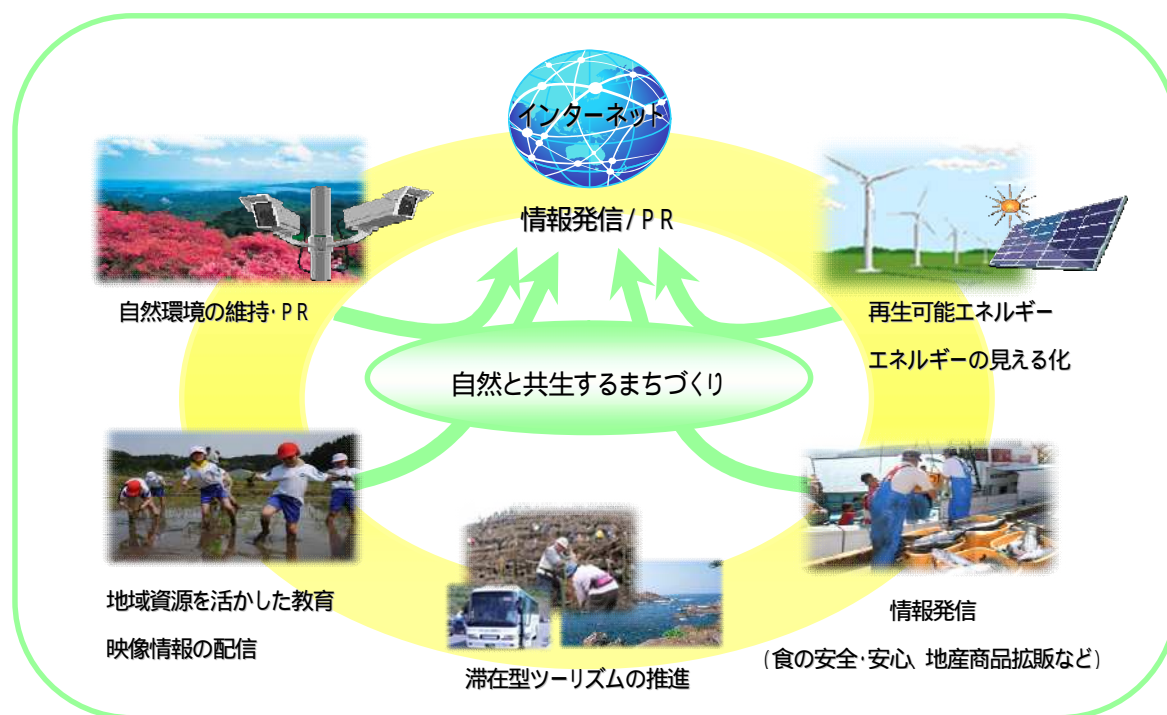 インターネット
情報発信/PR
自然環境の維持・PR
再生可能エネルギー
エネルギーの見える化
自然と共生するまちづくり
地域資源を活かした教育
映像情報の配信
滞在型ツーリズムの推進
情報発信
(食の安全・安心、地産商品拡販など)